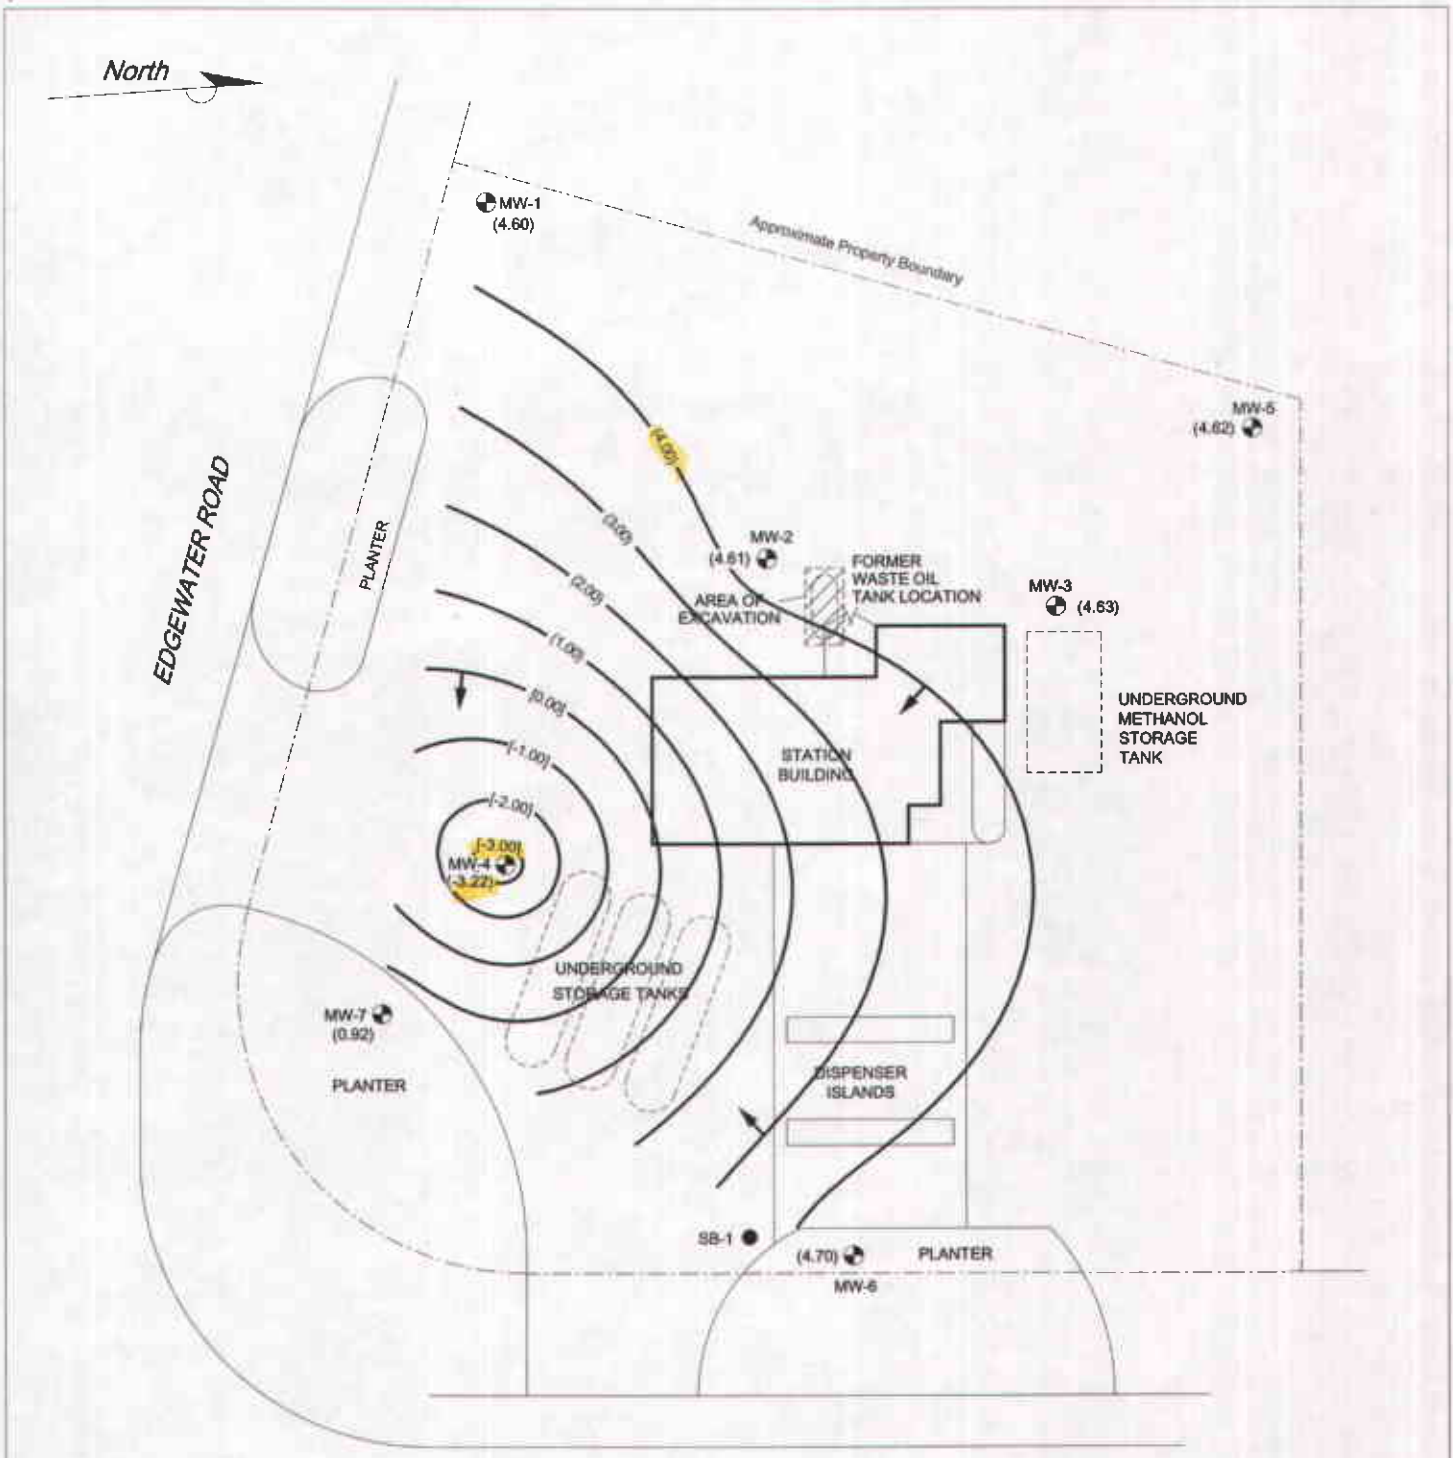 North
MW-1
(4.60)
Approximate Property Boundary
MW-5
(4.62)
(4.00)
EDGEWATER ROAD
PLANTER
(3.00)
MW-2
(4.61)
FORMER
WASTE OIL
TANK LOCATION
AREA OF
EXCAVATION
MW-3
(4.63)
(2.00)
(1.00)
[0.00]
[-1.00]
[-2.00]
[-3.00]
MW-4
(-3.22)
STATION
BUILDING
UNDERGROUND
METHANOL
STORAGE
TANK
UNDERGROUND
STORAGE TANKS
MW-7
(0.92)
PLANTER
DISPENSER
ISLANDS
SB-1
(4.70)
PLANTER
MW-6